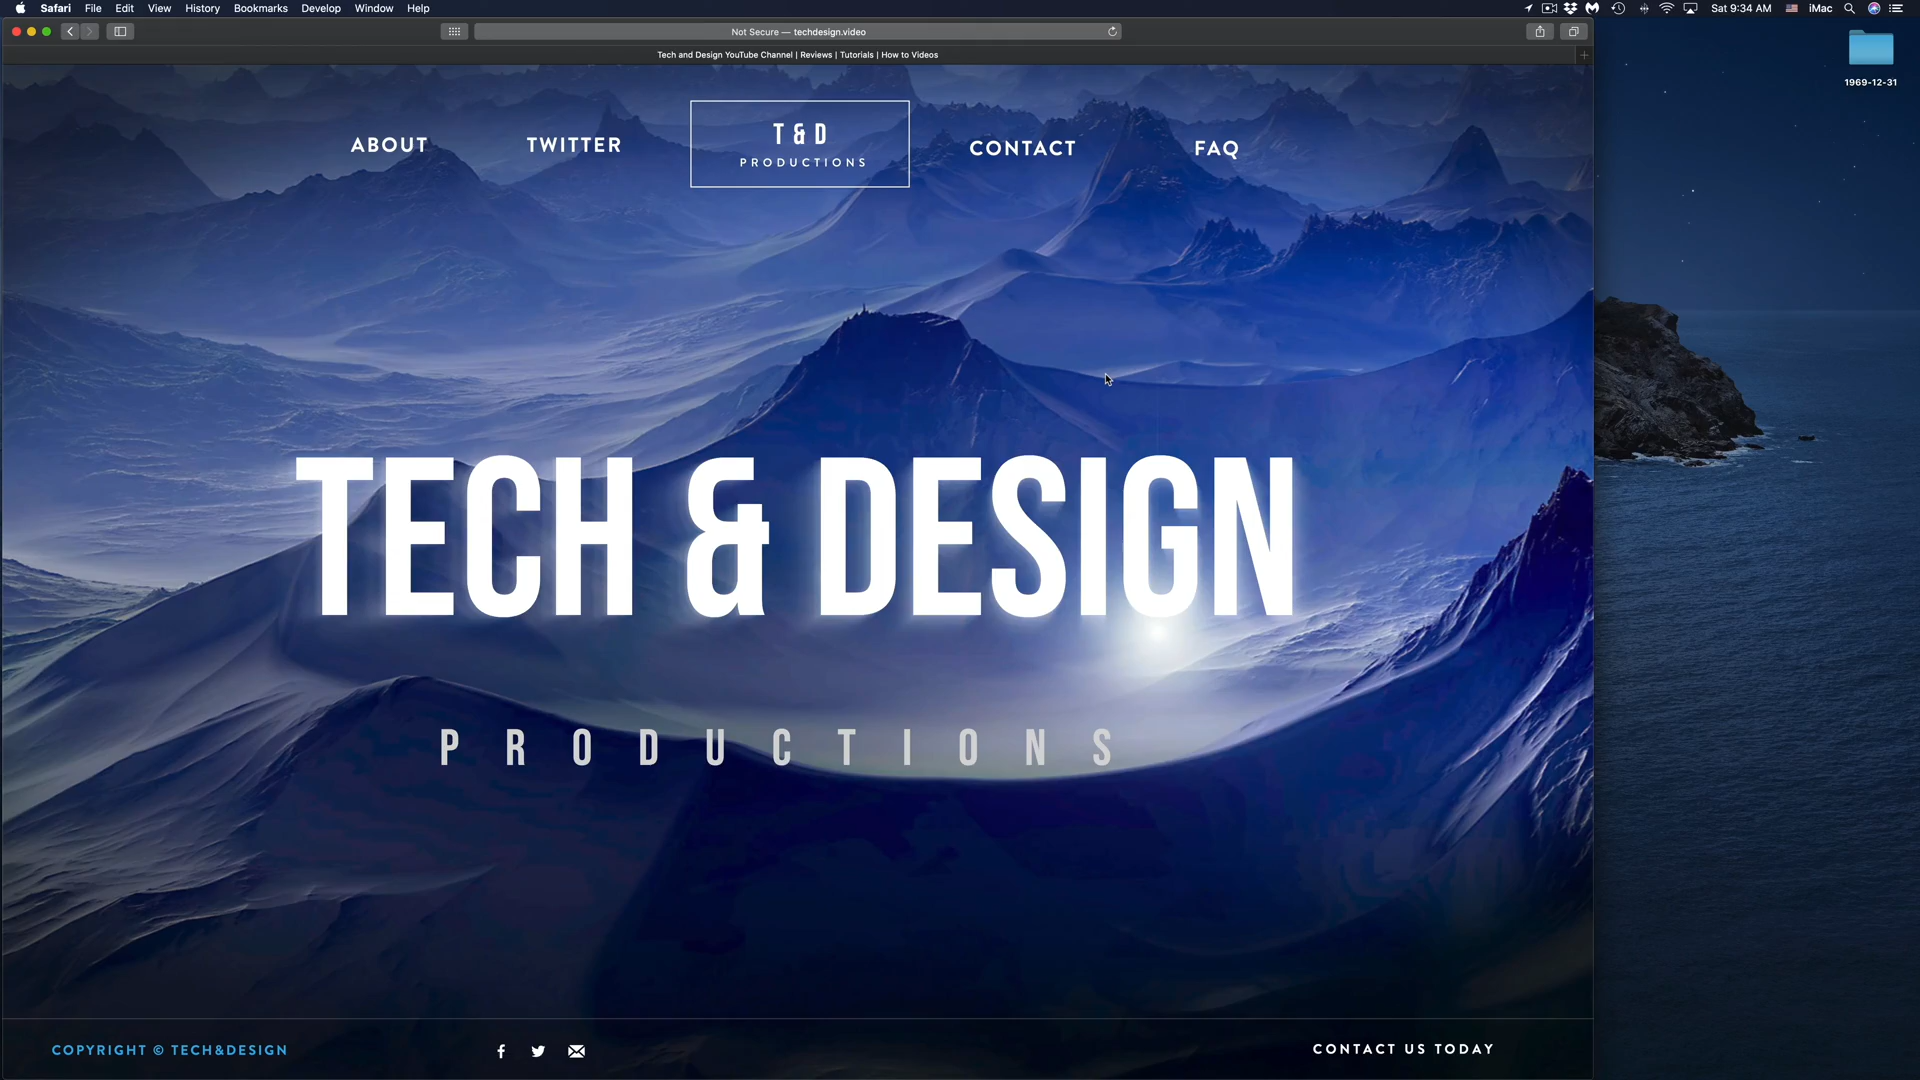 Safari File Edit View History Bookmarks Develop Window Help Sat 9:34 AM iMac
Not Secure — techdesign.video
Tech and Design YouTube Channel | Reviews | Tutorials | How to Videos
1969-12-31
ABOUT TWITTER T & D CONTACT FAQ
PRODUCTIONS
TECH & DESIGN
PRODUCTIONS
COPYRIGHT © TECH&DESIGN CONTACT US TODAY